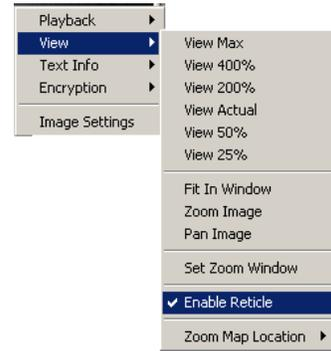 Playback
View
Text Info
Encryption
Image Settings
View Max
View 400%
View 200%
View Actual
View 50%
View 25%
Fit In Window
Zoom Image
Pan Image
Set Zoom Window
Enable Reticle
Zoom Map Location